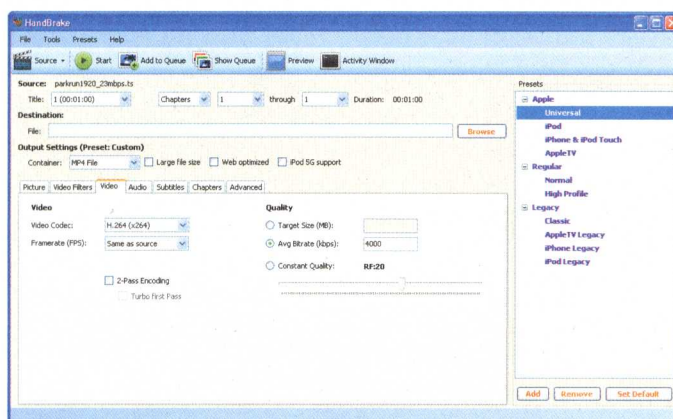 HandBrake
File Tools Presets Help
Source Start Add to Queue Show Queue Preview Activity Window
Source: parkrun1920_23mbps.ts
Title: 1 (00:01:00) Chapters 1 through 1 Duration: 00:01:00
Destination:
File: Browse
Output Settings (Preset: Custom)
Container: MP4 File Large file size Web optimized iPod 5G support
Picture Video Filters Video Audio Subtitles Chapters Advanced
Video
Video Codec: H.264 (x264)
Framerate (FPS): Same as source
2-Pass Encoding
Turbo first Pass
Quality
Target Size (MB):
Avg Bitrate (kbps): 4000
Constant Quality: RF:20
Presets
Apple
Universal
iPod
iPhone & iPod Touch
AppleTV
Regular
Normal
High Profile
Legacy
Classic
AppleTV Legacy
iPhone Legacy
iPod Legacy
Add Remove Set Default